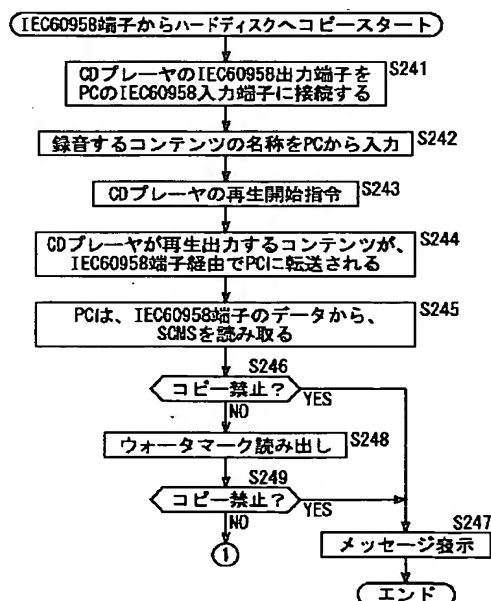 IEC60958端子からハードディスクへコピースタート
S241
CDプレーヤのIEC60958出力端子を
PCのIEC60958入力端子に接続する
録音するコンテンツの名称をPCから入力 S242
CDプレーヤの再生開始指令 S243
S244
CDプレーヤが再生出力するコンテンツが、
IEC60958端子経由でPCに転送される
S245
PCは、IEC60958端子のデータから、
SCMSを読み取る
S246
コピー禁止? YES
NO
ウォータマーク読み出し S248
S249
コピー禁止? YES
NO
S247
① メッセージ表示
エンド